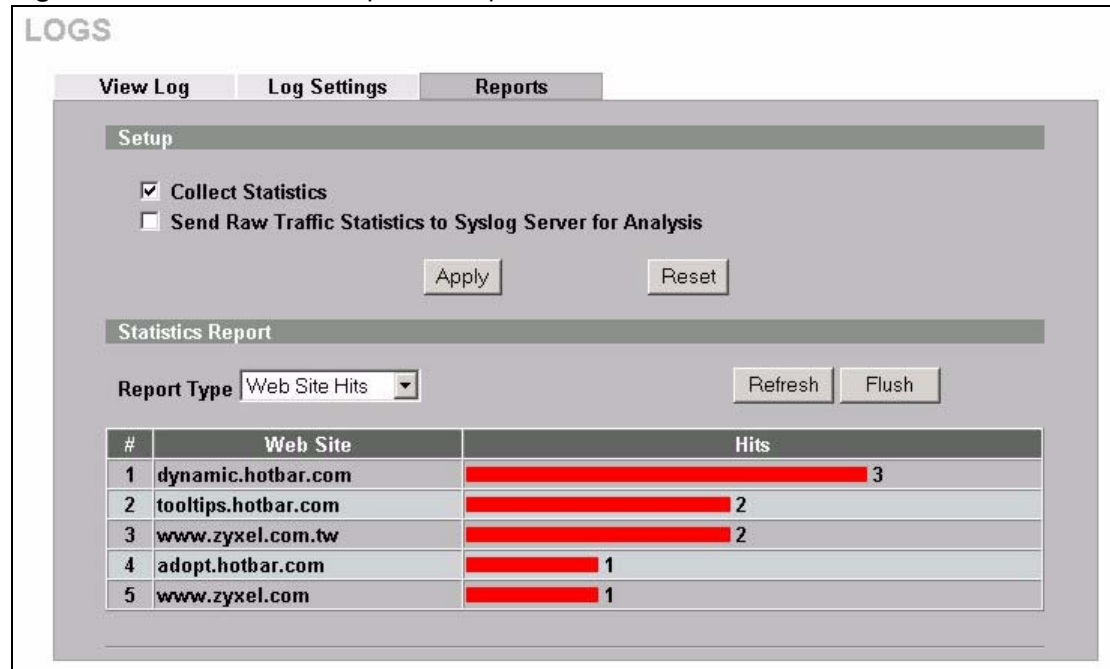 LOGS
View Log Log Settings Reports
Setup
Collect Statistics
Send Raw Traffic Statistics to Syslog Server for Analysis
Apply Reset
Statistics Report
Report Type Web Site Hits Refresh Flush
# Web Site Hits
1 dynamic.hotbar.com 3
2 tooltips.hotbar.com 2
3 www.zyxel.com.tw 2
4 adopt.hotbar.com 1
5 www.zyxel.com 1